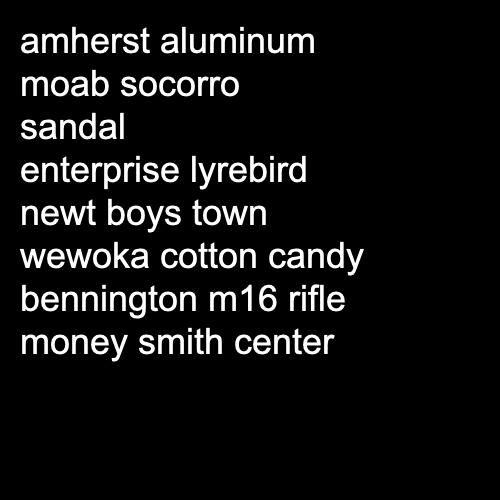 amherst aluminum
moab socorro
sandal
enterprise lyrebird
newt boys town
wewoka cotton candy
bennington m16 rifle
money smith center